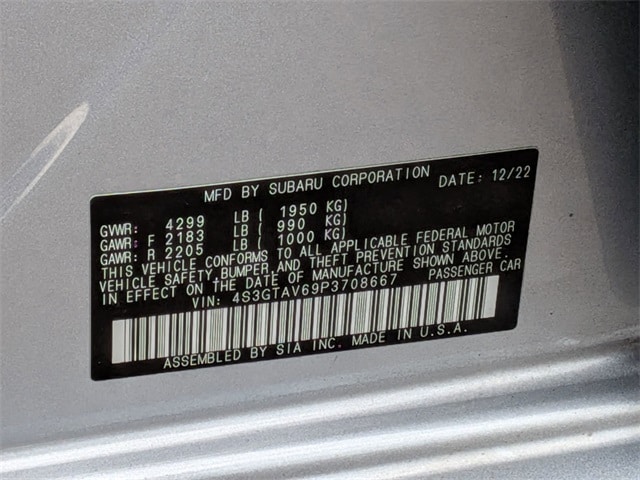 MFD BY SUBARU CORPORATION DATE: 12/22
GVWR: 4299 LB ( 1950 KG)
GAWR: F 2183 LB ( 990 KG)
GAWR: R 2205 LB ( 1000 KG)
THIS VEHICLE CONFORMS TO ALL APPLICABLE FEDERAL MOTOR
VEHICLE SAFETY,BUMPER,AND THEFT PREVENTION STANDARDS
IN EFFECT ON THE DATE OF MANUFACTURE SHOWN ABOVE.
VIN: 4S3GTAV69P3708667 PASSENGER CAR
ASSEMBLED BY SIA INC. MADE IN U.S.A.